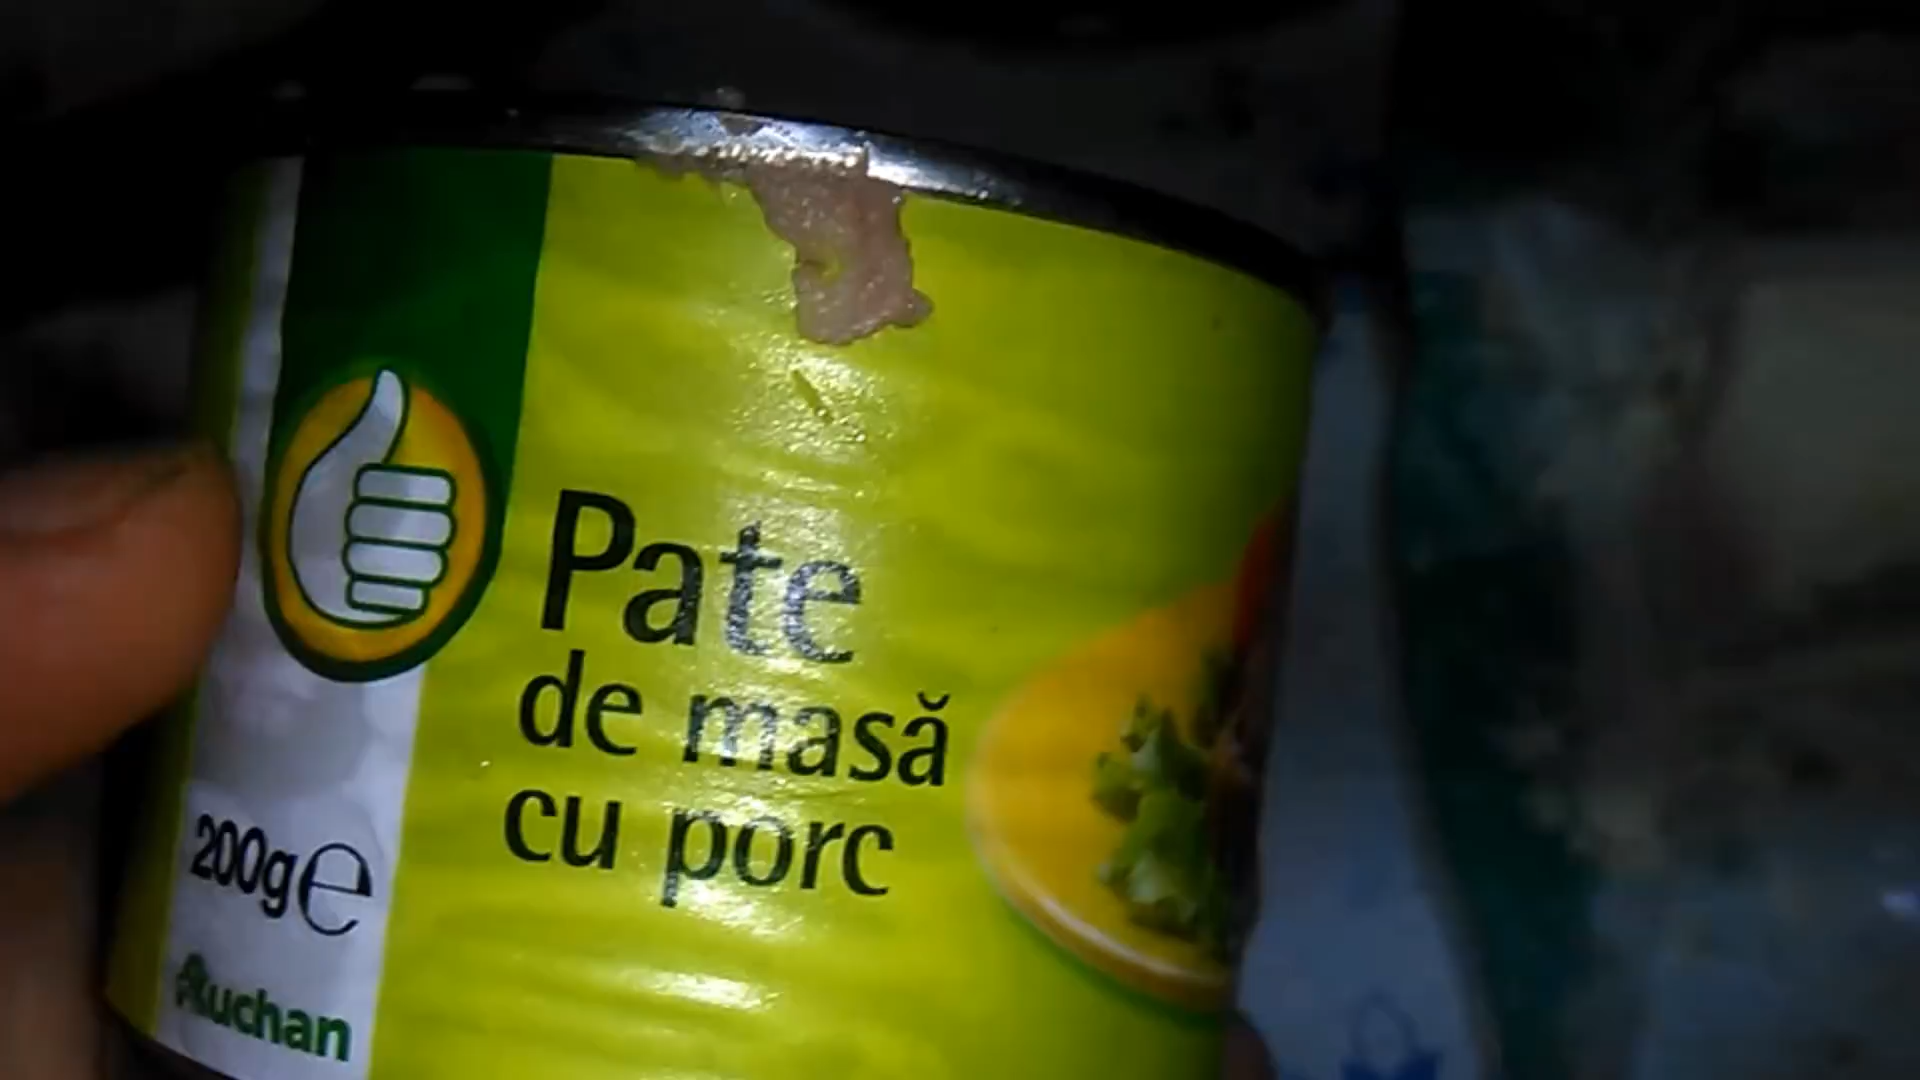 Pate
de masă
cu porc
200g e
Auchan